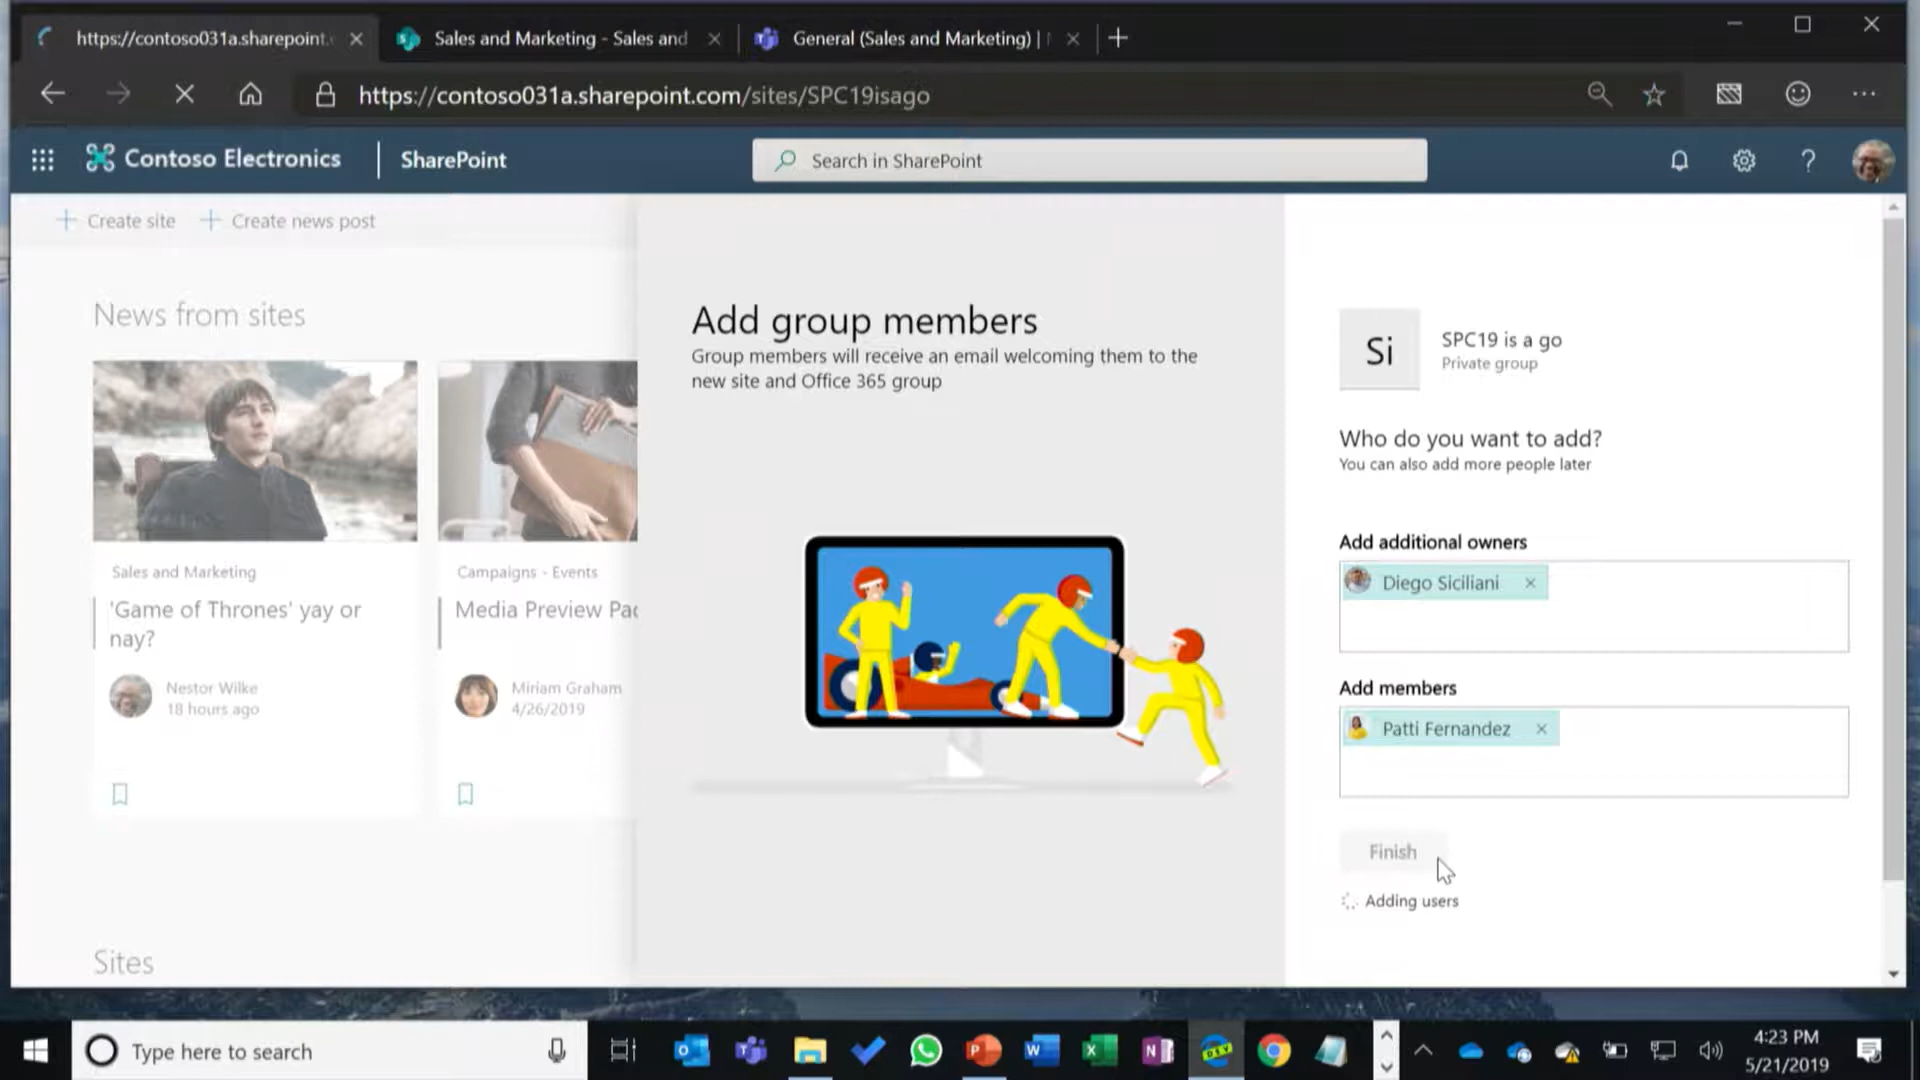 https://contoso031a.sharepoint.
Sales and Marketing - Sales and
General (Sales and Marketing) |
https://contoso031a.sharepoint.com/sites/SPC19isago
Contoso Electronics
SharePoint
Search in SharePoint
Create site
Create news post
News from sites
Sales and Marketing
'Game of Thrones' yay or
nay?
Nestor Wilke
18 hours ago
Campaigns - Events
Media Preview Pac
Miriam Graham
4/26/2019
Sites
Add group members
Group members will receive an email welcoming them to the
new site and Office 365 group
Si
SPC19 is a go
Private group
Who do you want to add?
You can also add more people later
Add additional owners
Diego Siciliani
Add members
Patti Fernandez
Finish
Adding users
Type here to search
DEV
4:23 PM
5/21/2019